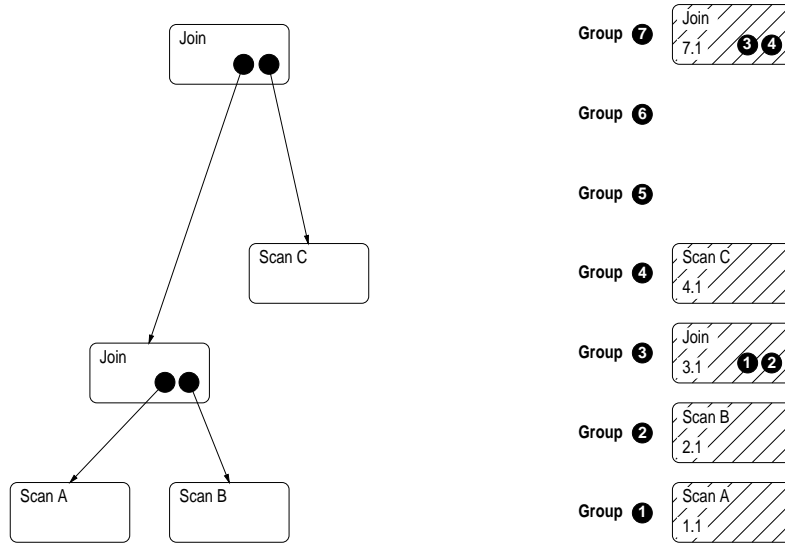 Join
Scan C
Join
Scan A
Scan B
Group 7
Join
7.1 3 4
Group 6
Group 5
Group 4
Scan C
4.1
Group 3
Join
3.1 1 2
Group 2
Scan B
2.1
Group 1
Scan A
1.1